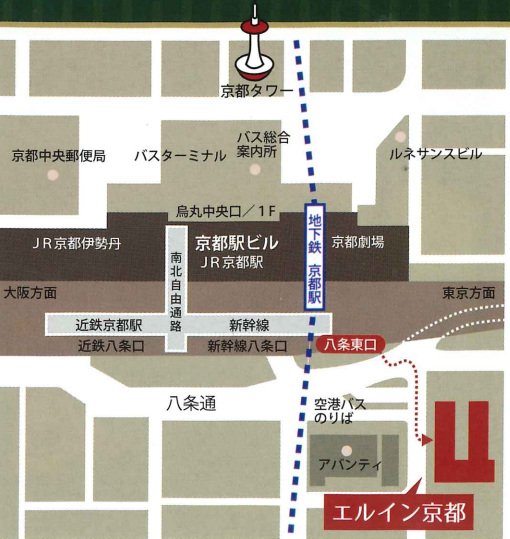 京都タワー
京都中央郵便局
バスターミナル
バス総合
案内所
ルネサンスビル
烏丸中央口／1F
JR京都伊勢丹
京都駅ビル
JR京都駅
地下鉄 京都駅
京都劇場
南北自由通路
大阪方面
東京方面
近鉄京都駅
新幹線
近鉄八条口
新幹線八条口
八条東口
八条通
空港バス
のりば
アバンティ
エルイン京都